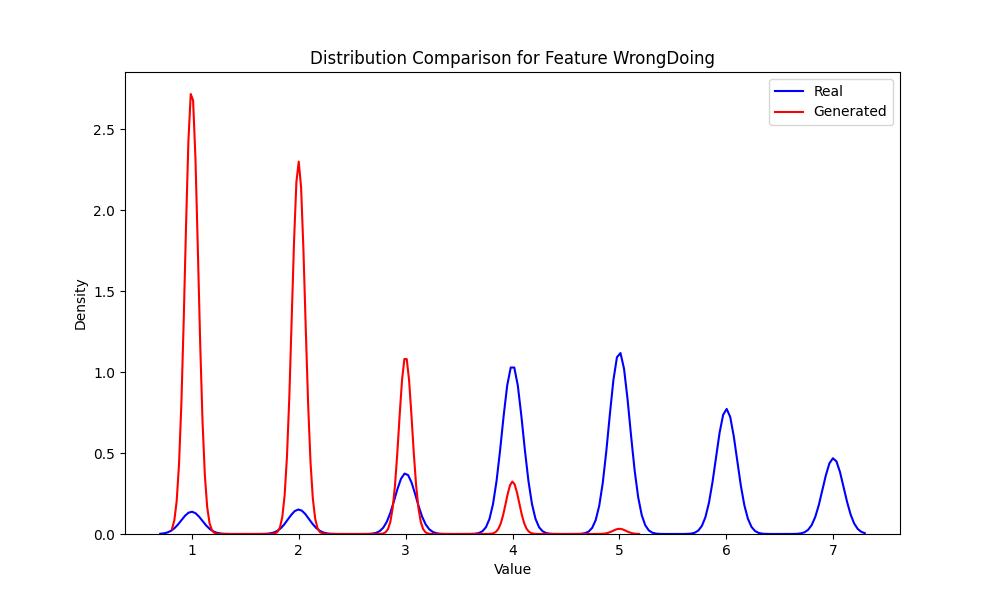 Distribution Comparison for Feature WrongDoing
Real
Generated
2.5
2.0
1.5
1.0
0.5
0.0
Density
1 2 3 4 5 6 7
Value